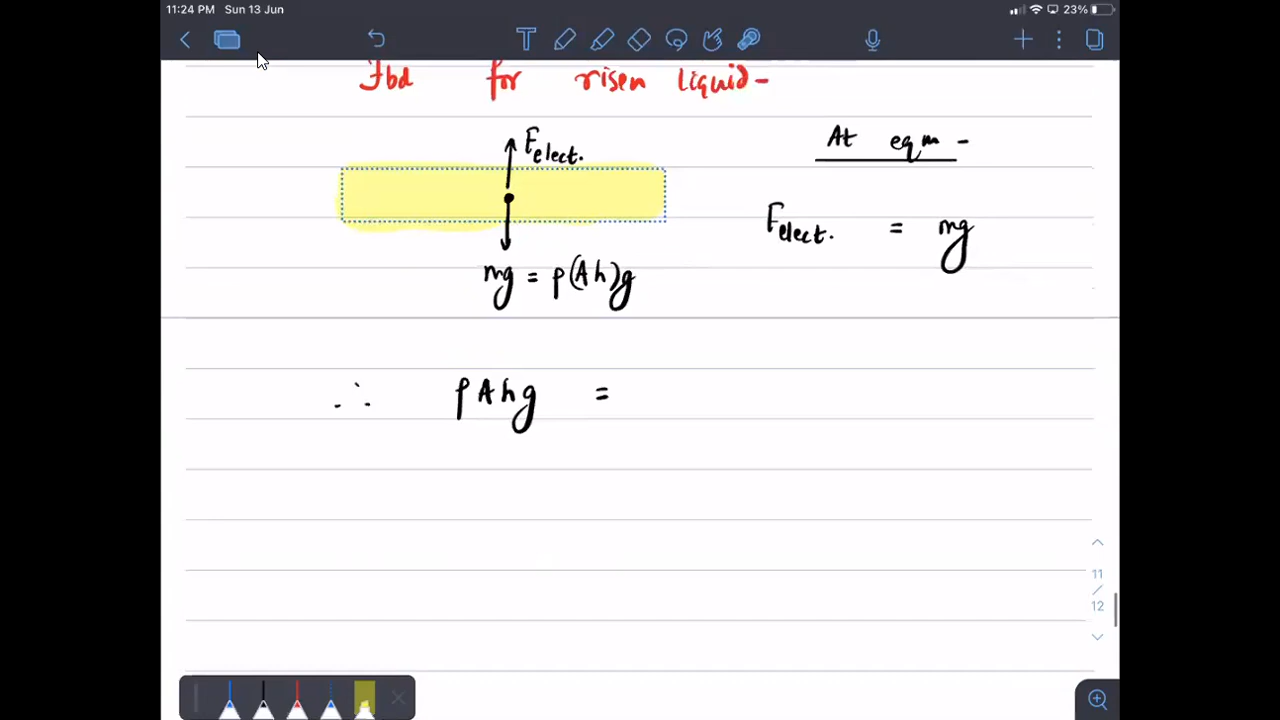 11:24 PM Sun 13 Jun 23%
Fbd for risen liquid-
F elect.
At eqm -
F elect. = mg
mg = ρ(Ah)g
∴ ρAhg =
11
/
12